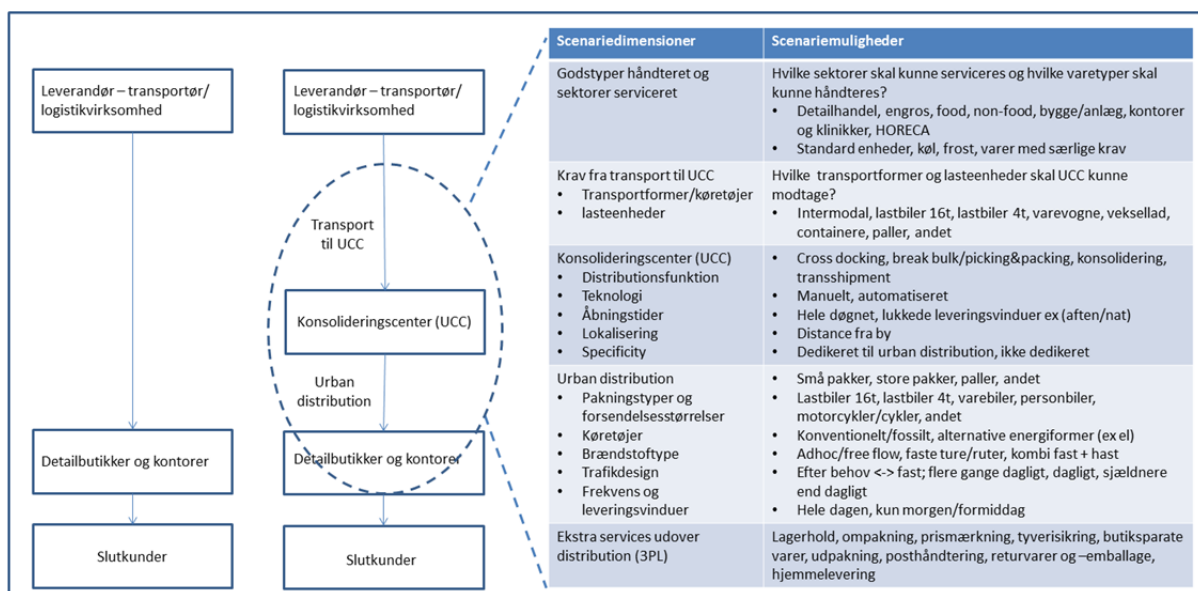 Leverandør – transportør/
logistikvirksomhed
Detailbutikker og kontorer
Slutkunder
Leverandør – transportør/
logistikvirksomhed
Transport
til UCC
Konsolideringscenter (UCC)
Urban
distribution
Detailbutikker og kontorer
Slutkunder
Scenariedimensioner
Scenariemuligheder
Godstyper håndteret og
sektorer serviceret
Hvilke sektorer skal kunne serviceres og hvilke varetyper skal
kunne håndteres?
• Detailhandel, engros, food, non-food, bygge/anlæg, kontorer
og klinikker, HORECA
• Standard enheder, køl, frost, varer med særlige krav
Krav fra transport til UCC
• Transportformer/køretøjer
• lasteenheder
Hvilke transportformer og lasteenheder skal UCC kunne
modtage?
• Intermodal, lastbiler 16t, lastbiler 4t, varevogne, veksellad,
containere, paller, andet
Konsolideringscenter (UCC)
• Distributionsfunktion
• Teknologi
• Åbningstider
• Lokalisering
• Specificity
• Cross docking, break bulk/picking&packing, konsolidering,
transshipment
• Manuelt, automatiseret
• Hele døgnet, lukkede leveringsvinduer ex (aften/nat)
• Distance fra by
• Dedikeret til urban distribution, ikke dedikeret
Urban distribution
• Pakningstyper og
forsendelsesstørrelser
• Køretøjer
• Brændstoftype
• Trafikdesign
• Frekvens og
leveringsvinduer
• Små pakker, store pakker, paller, andet
• Lastbiler 16t, lastbiler 4t, varebiler, personbiler,
motorcykler/cykler, andet
• Konventionelt/fossilt, alternative energiformer (ex el)
• Adhoc/free flow, faste ture/ruter, kombi fast + hast
• Efter behov <-> fast; flere gange dagligt, dagligt, sjældnere
end dagligt
• Hele dagen, kun morgen/formiddag
Ekstra services udover
distribution (3PL)
Lagerhold, ompakning, prismærkning, tyverisikring, butiksparate
varer, udpakning, posthåndtering, returvarer og –emballage,
hjemmelevering